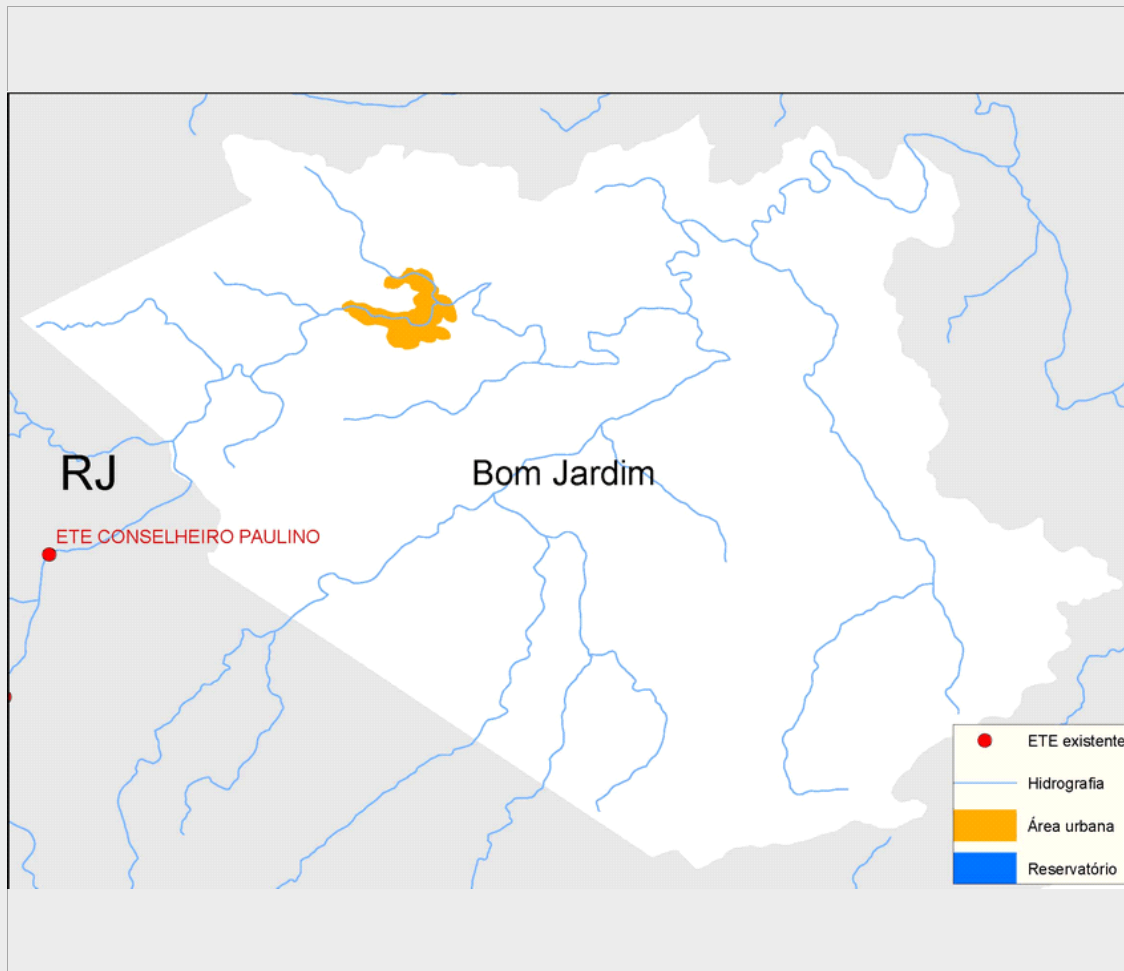 RJ
Bom Jardim
ETE CONSELHEIRO PAULINO
ETE existente
Hidrografia
Área urbana
Reservatório